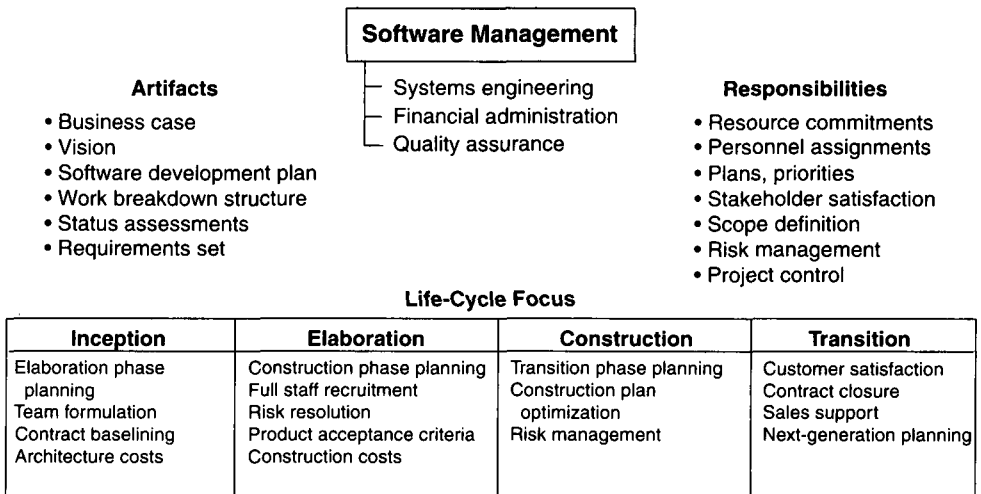 Software Management
Systems engineering
Financial administration
Quality assurance
Artifacts
• Business case
• Vision
• Software development plan
• Work breakdown structure
• Status assessments
• Requirements set
Responsibilities
• Resource commitments
• Personnel assignments
• Plans, priorities
• Stakeholder satisfaction
• Scope definition
• Risk management
• Project control
Life-Cycle Focus
Inception
Elaboration phase
planning
Team formulation
Contract baselining
Architecture costs
Elaboration
Construction phase planning
Full staff recruitment
Risk resolution
Product acceptance criteria
Construction costs
Construction
Transition phase planning
Construction plan
optimization
Risk management
Transition
Customer satisfaction
Contract closure
Sales support
Next-generation planning